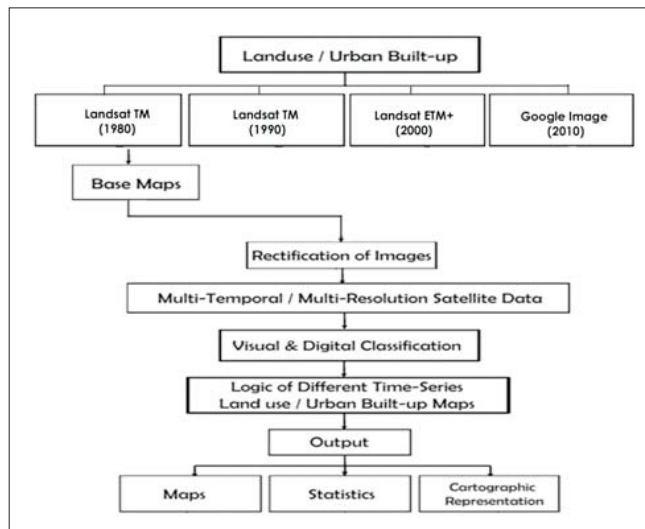 Landuse / Urban Built-up
Landsat TM
(1980)
Landsat TM
(1990)
Landsat ETM+
(2000)
Google Image
(2010)
Base Maps
Rectification of Images
Multi-Temporal / Multi-Resolution Satellite Data
Visual & Digital Classification
Logic of Different Time-Series
Land use / Urban Built-up Maps
Output
Maps
Statistics
Cartographic
Representation